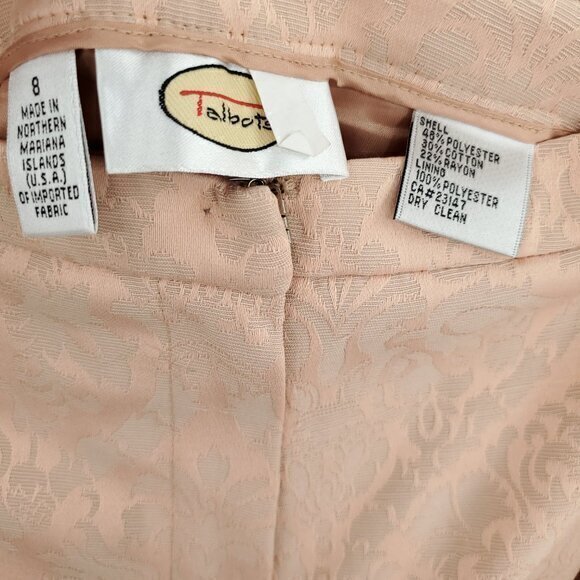 8
MADE IN
NORTHERN
MARIANA
ISLANDS
(U.S.A.)
OF IMPORTED
FABRIC
Talbots
SHELL
48% POLYESTER
30% COTTON
22% RAYON
LINING
100% POLYESTER
CA#23147
DRY CLEAN